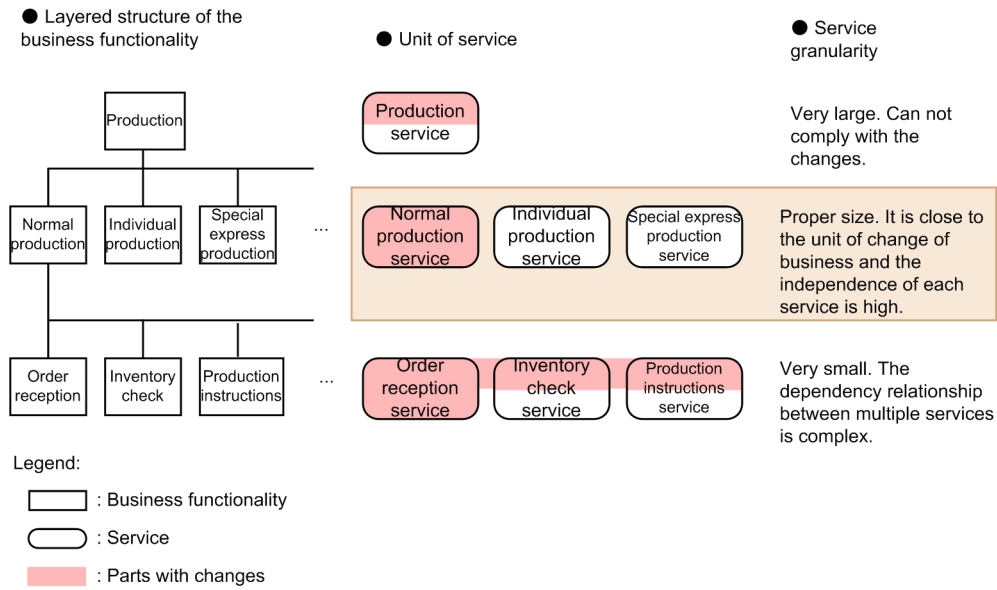 ● Layered structure of the
business functionality
● Unit of service
● Service
granularity
Production
Production
service
Very large. Can not
comply with the
changes.
Normal
production
Individual
production
Special
express
production
...
Normal
production
service
Individual
production
service
Special express
production
service
Proper size. It is close to
the unit of change of
business and the
independence of each
service is high.
Order
reception
Inventory
check
Production
instructions
...
Order
reception
service
Inventory
check
service
Production
instructions
service
Very small. The
dependency relationship
between multiple services
is complex.
Legend:
: Business functionality
: Service
: Parts with changes